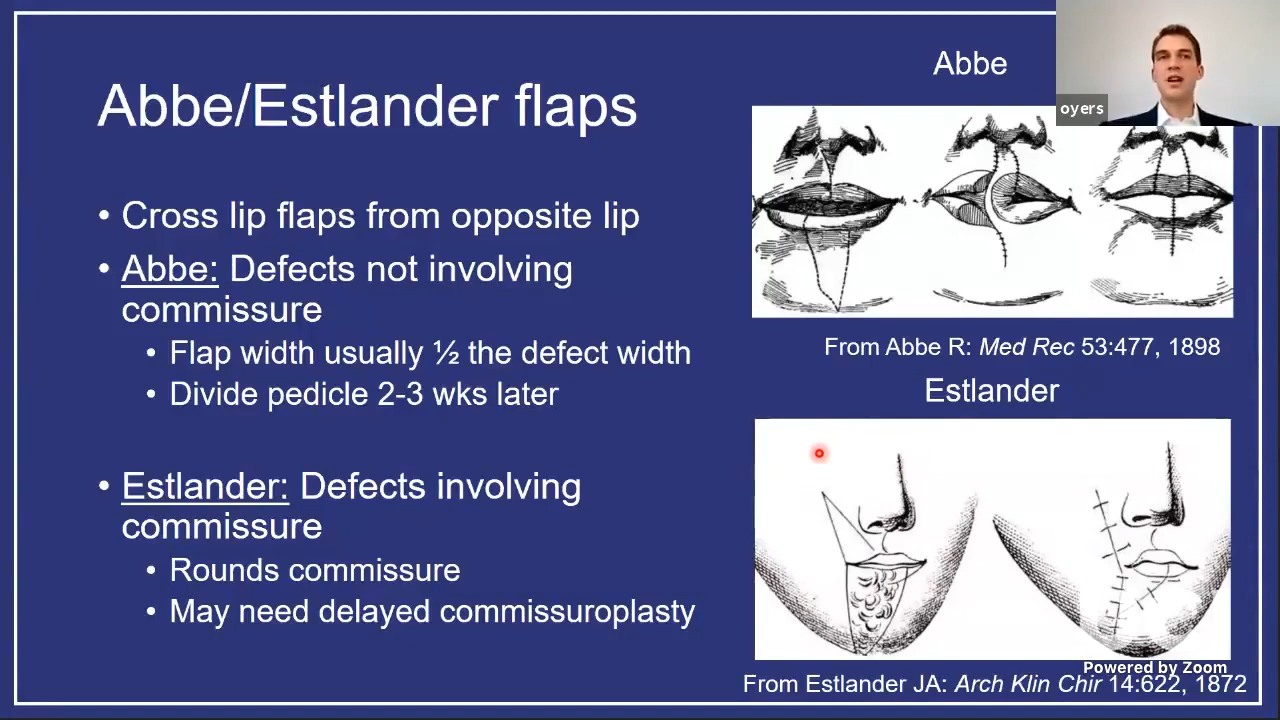 Abbe/Estlander flaps
• Cross lip flaps from opposite lip
• Abbe: Defects not involving
commissure
• Flap width usually ½ the defect width
• Divide pedicle 2-3 wks later
• Estlander: Defects involving
commissure
• Rounds commissure
• May need delayed commissuroplasty
Abbe
oyers
From Abbe R: Med Rec 53:477, 1898
Estlander
Powered by Zoom
From Estlander JA: Arch Klin Chir 14:622, 1872